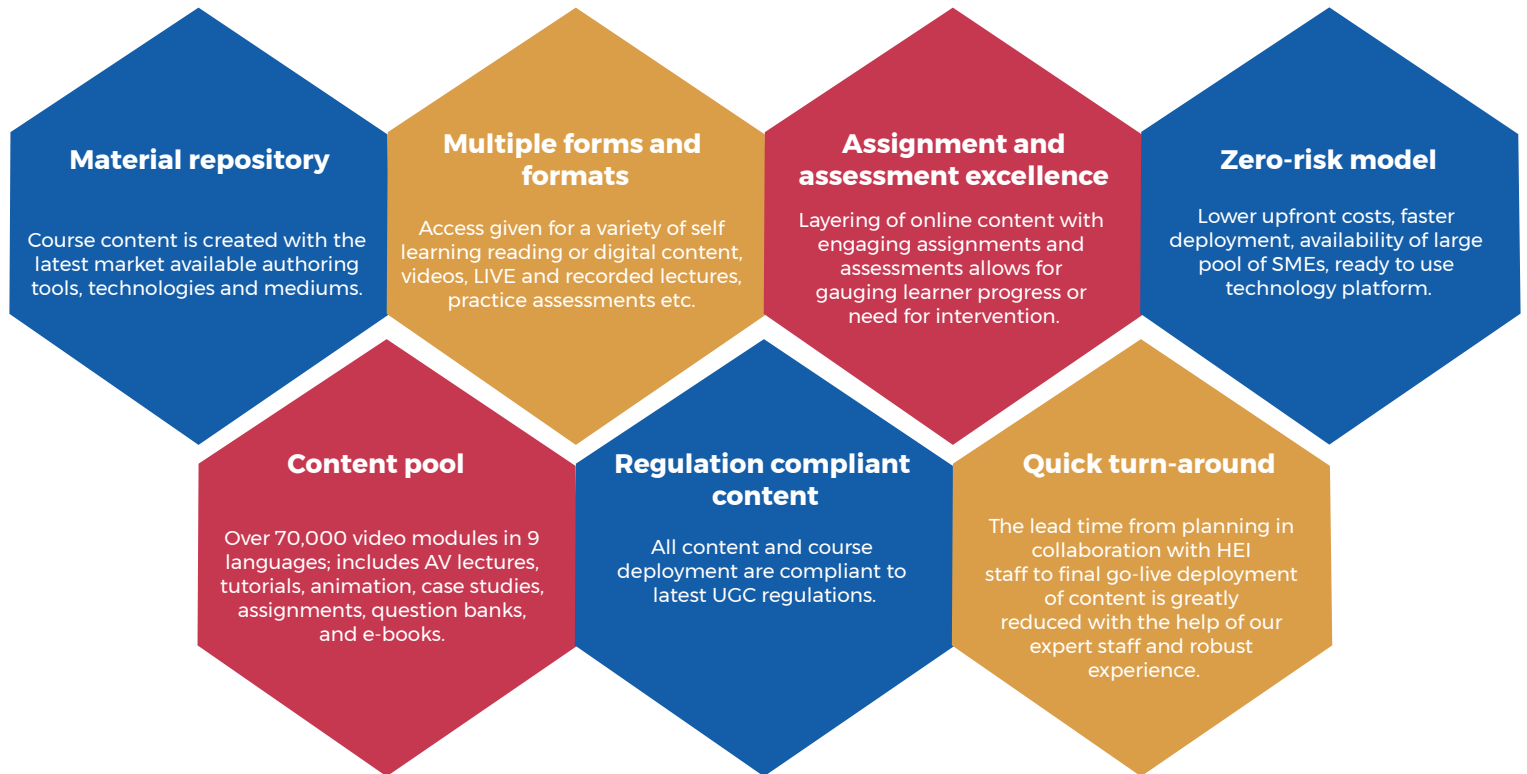 Material repository
Course content is created with the
latest market available authoring
tools, technologies and mediums.
Multiple forms and
formats
Access given for a variety of self
learning reading or digital content,
videos, LIVE and recorded lectures,
practice assessments etc.
Assignment and
assessment excellence
Layering of online content with
engaging assignments and
assessments allows for
gauging learner progress or
need for intervention.
Zero-risk model
Lower upfront costs, faster
deployment, availability of large
pool of SMEs, ready to use
technology platform.
Content pool
Over 70,000 video modules in 9
languages; includes AV lectures,
tutorials, animation, case studies,
assignments, question banks,
and e-books.
Regulation compliant
content
All content and course
deployment are compliant to
latest UGC regulations.
Quick turn-around
The lead time from planning in
collaboration with HEI
staff to final go-live deployment
of content is greatly
reduced with the help of our
expert staff and robust
experience.